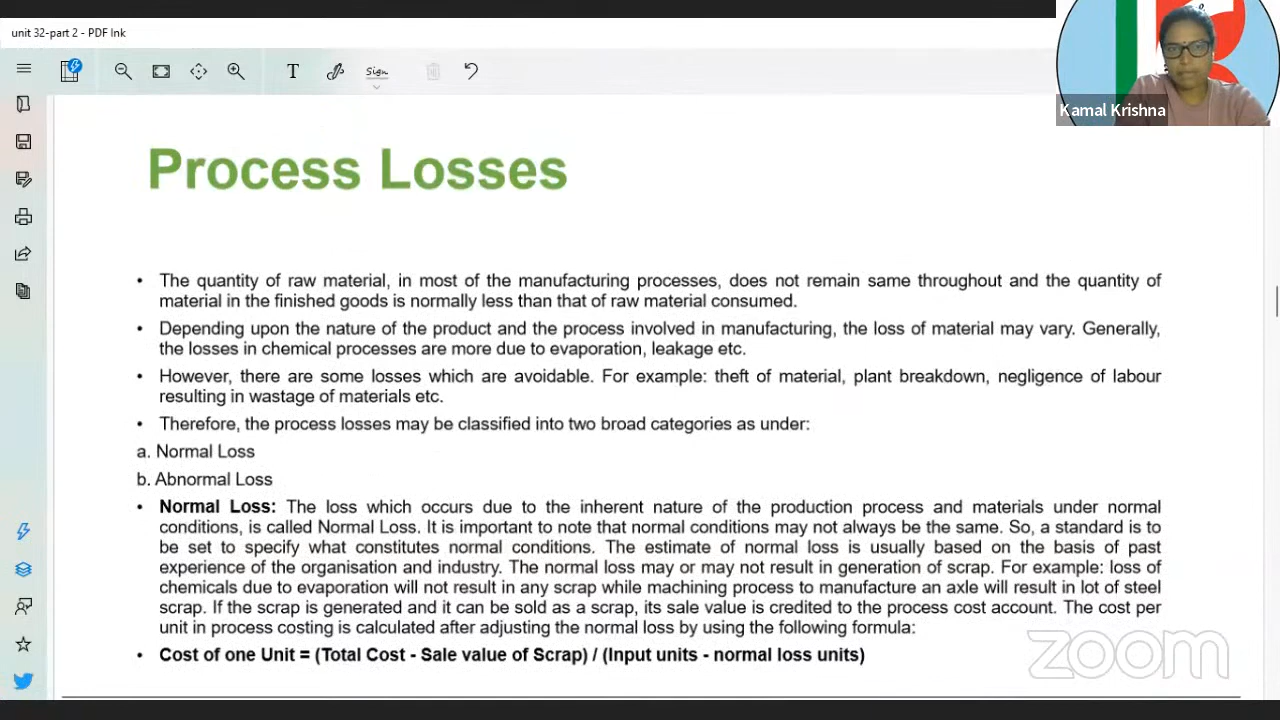 unit 32-part 2 - PDF Ink
T
Sign
Kamal Krishna
Process Losses
• The quantity of raw material, in most of the manufacturing processes, does not remain same throughout and the quantity of
material in the finished goods is normally less than that of raw material consumed.
• Depending upon the nature of the product and the process involved in manufacturing, the loss of material may vary. Generally,
the losses in chemical processes are more due to evaporation, leakage etc.
• However, there are some losses which are avoidable. For example: theft of material, plant breakdown, negligence of labour
resulting in wastage of materials etc.
• Therefore, the process losses may be classified into two broad categories as under:
a. Normal Loss
b. Abnormal Loss
• Normal Loss: The loss which occurs due to the inherent nature of the production process and materials under normal
conditions, is called Normal Loss. It is important to note that normal conditions may not always be the same. So, a standard is to
be set to specify what constitutes normal conditions. The estimate of normal loss is usually based on the basis of past
experience of the organisation and industry. The normal loss may or may not result in generation of scrap. For example: loss of
chemicals due to evaporation will not result in any scrap while machining process to manufacture an axle will result in lot of steel
scrap. If the scrap is generated and it can be sold as a scrap, its sale value is credited to the process cost account. The cost per
unit in process costing is calculated after adjusting the normal loss by using the following formula:
• Cost of one Unit = (Total Cost - Sale value of Scrap) / (Input units - normal loss units)
zoom